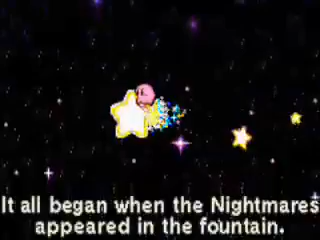 It all began when the Nightmares
appeared in the fountain.